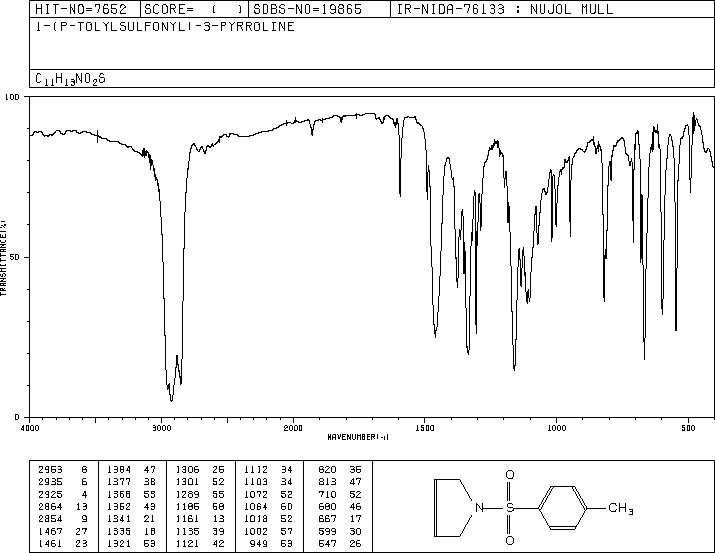 HIT-NO=7652 SCORE= ( ) SDBS-NO=19865 IR-NIDA-76133 : NUJOL MULL
1-(P-TOLYLSULFONYL)-3-PYRROLINE
C11H13NO2S
100
50
0
TRANSMITTANCE(%)
4000 3000 2000 1500 1000 500
WAVENUMBER(-1)
2953 8 1384 47 1306 26 1112 34 820 35
2935 6 1377 38 1301 52 1103 34 813 47
2925 4 1368 55 1289 55 1072 52 710 52
2864 13 1362 49 1186 60 1064 60 680 46
2854 9 1341 21 1161 13 1018 52 667 17
1467 27 1335 18 1135 39 1002 57 599 30
1461 23 1321 53 1121 42 949 53 547 26
O
N S CH3
O